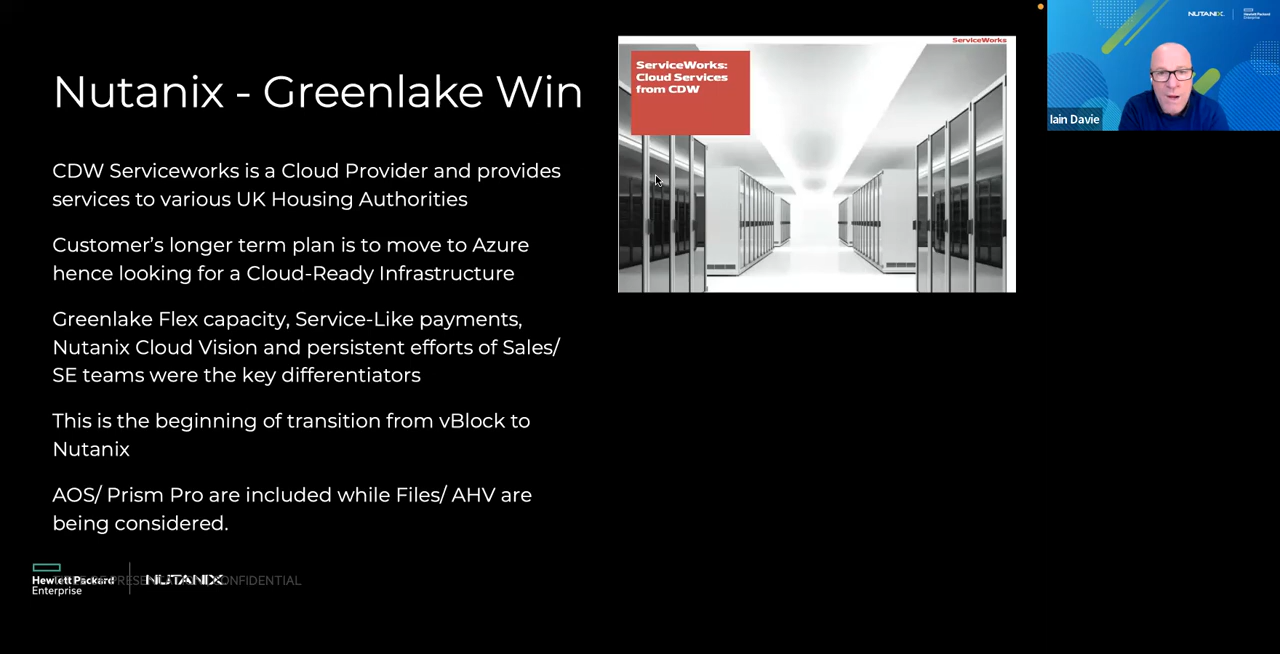 Nutanix - Greenlake Win
CDW Serviceworks is a Cloud Provider and provides
services to various UK Housing Authorities
Customer's longer term plan is to move to Azure
hence looking for a Cloud-Ready Infrastructure
Greenlake Flex capacity, Service-Like payments,
Nutanix Cloud Vision and persistent efforts of Sales/
SE teams were the key differentiators
This is the beginning of transition from vBlock to
Nutanix
AOS/ Prism Pro are included while Files/ AHV are
being considered.
Hewlett Packard
Enterprise
NUTANIX
CONFIDENTIAL
ServiceWorks
ServiceWorks:
Cloud Services
from CDW
NUTANIX
Hewlett Packard
Enterprise
Iain Davie